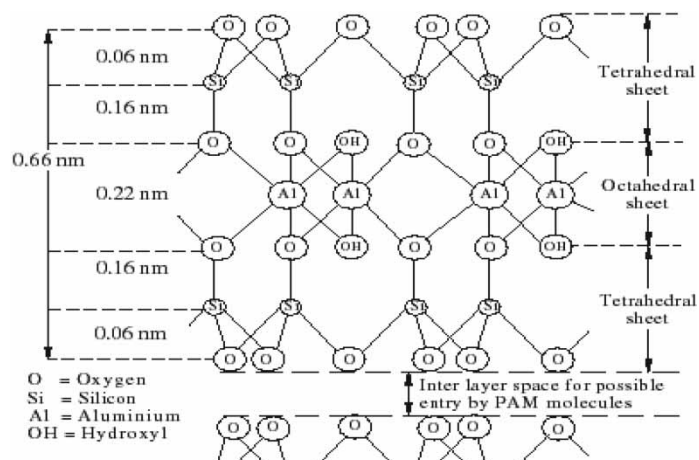 O O O O O O
0.06 nm
Si Si Si Si
Tetrahedral
sheet
0.16 nm
O O OH O O OH
0.66 nm
0.22 nm
Al Al Al Al
Octahedral
sheet
O O OH O O OH
0.16 nm
Si Si Si Si
Tetrahedral
sheet
0.06 nm
O O O O O O
O = Oxygen
Si = Silicon
Al = Aluminium
OH = Hydroxyl
Inter layer space for possible
entry by PAM molecules
O O O O O O